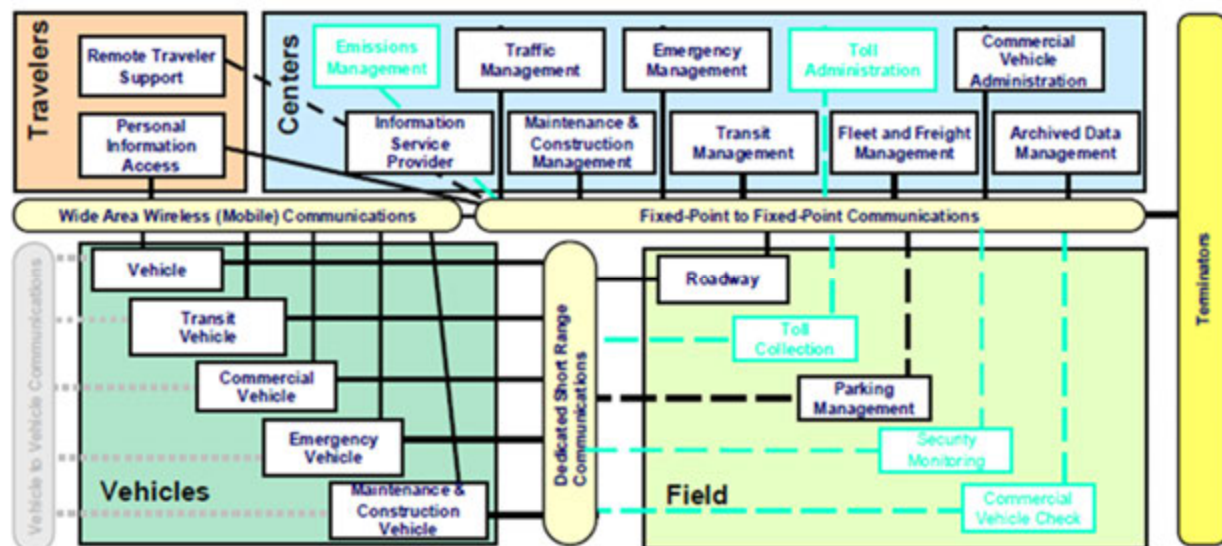 Travelers
Remote Traveler
Support
Personal
Information
Access
Centers
Emissions
Management
Traffic
Management
Emergency
Management
Toll
Administration
Commercial
Vehicle
Administration
Information
Service
Provider
Maintenance &
Construction
Management
Transit
Management
Fleet and Freight
Management
Archived Data
Management
Wide Area Wireless (Mobile) Communications
Fixed-Point to Fixed-Point Communications
Terminators
Vehicle to Vehicle Communications
Vehicle
Transit
Vehicle
Commercial
Vehicle
Emergency
Vehicle
Maintenance &
Construction
Vehicle
Vehicles
Dedicated Short Range
Communications
Roadway
Toll
Collection
Parking
Management
Security
Monitoring
Commercial
Vehicle Check
Field